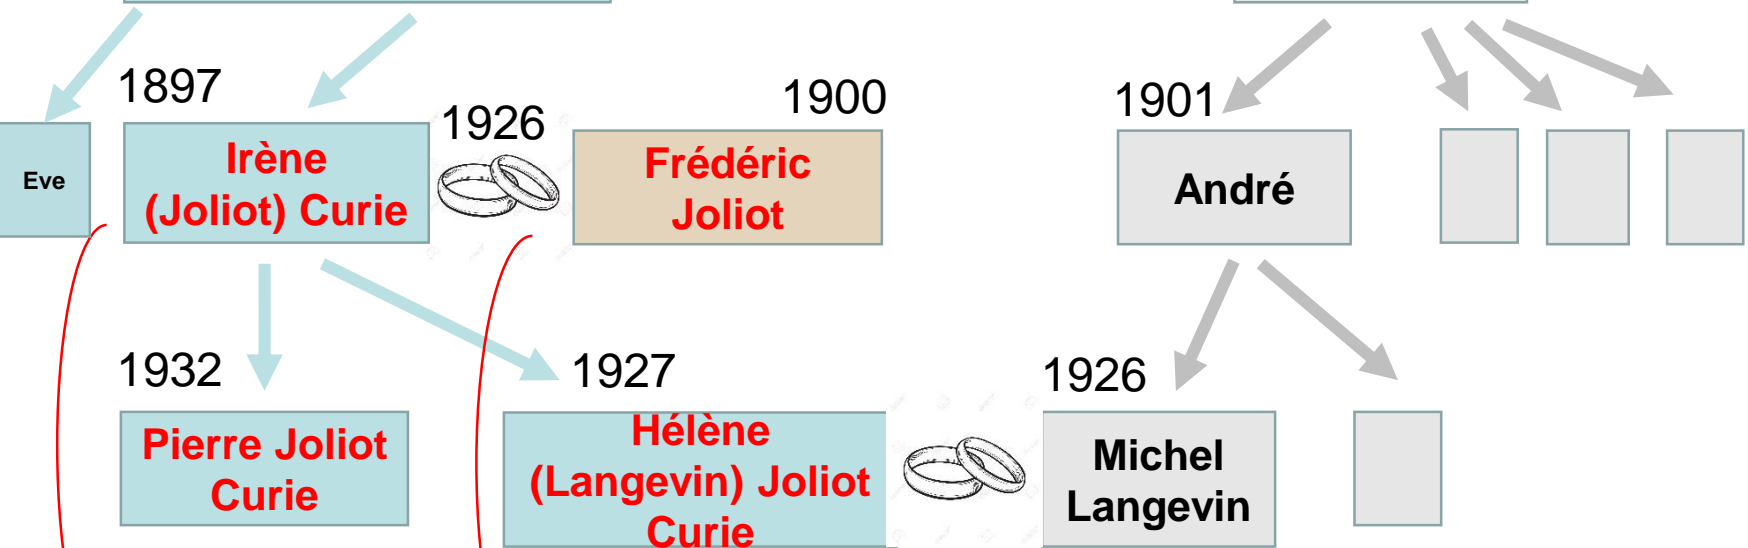 1897
1926
1900
1901
Eve
Irène
(Joliot) Curie
Frédéric
Joliot
André
1932
1927
1926
Pierre Joliot
Curie
Hélène
(Langevin) Joliot
Curie
Michel
Langevin